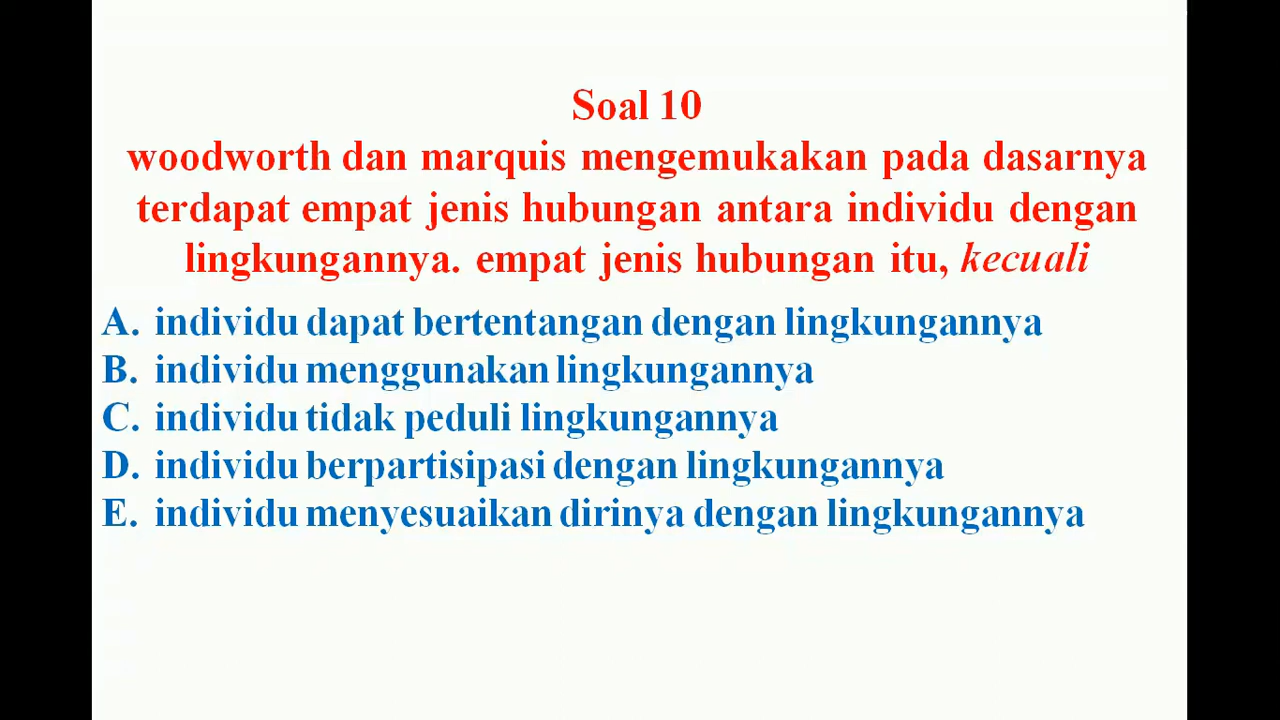 Soal 10
woodworth dan marquis mengemukakan pada dasarnya
terdapat empat jenis hubungan antara individu dengan
lingkungannya. empat jenis hubungan itu, kecuali
A. individu dapat bertentangan dengan lingkungannya
B. individu menggunakan lingkungannya
C. individu tidak peduli lingkungannya
D. individu berpartisipasi dengan lingkungannya
E. individu menyesuaikan dirinya dengan lingkungannya